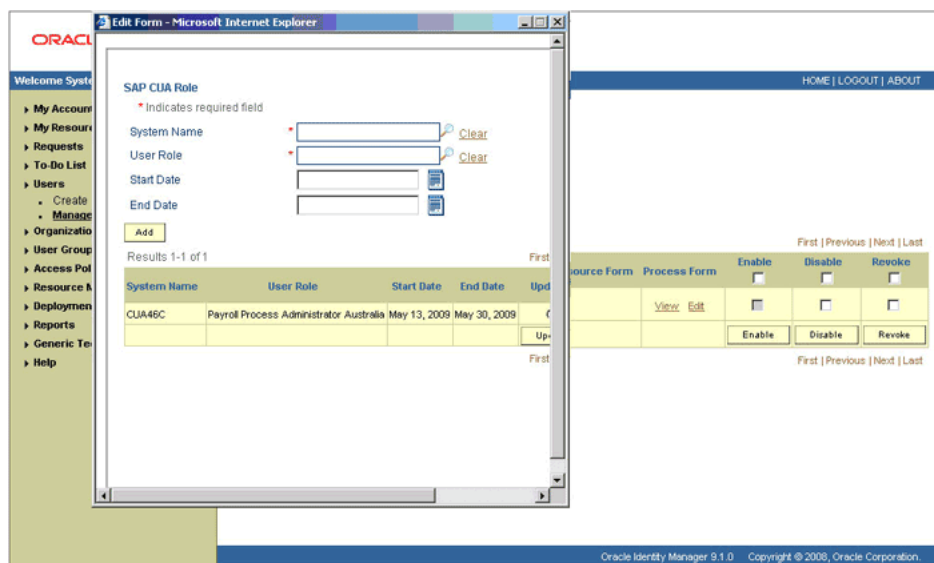 Edit Form - Microsoft Internet Explorer
ORACL
Welcome Syste
HOME | LOGOUT | ABOUT
My Account
My Resourc
Requests
To-Do List
Users
Create
Manage
Organizatio
User Group
Access Pol
Resource M
Deploymen
Reports
Generic Te
Help
SAP CUA Role
* Indicates required field
System Name * Clear
User Role * Clear
Start Date
End Date
Add
Results 1-1 of 1 First
System Name User Role Start Date End Date Upd
CUA46C Payroll Process Administrator Australia May 13, 2009 May 30, 2009
Up
First
First | Previous | Next | Last
source Form Process Form Enable Disable Revoke
View Edit
Enable Disable Revoke
First | Previous | Next | Last
Oracle Identity Manager 9.1.0 Copyright © 2008, Oracle Corporation.